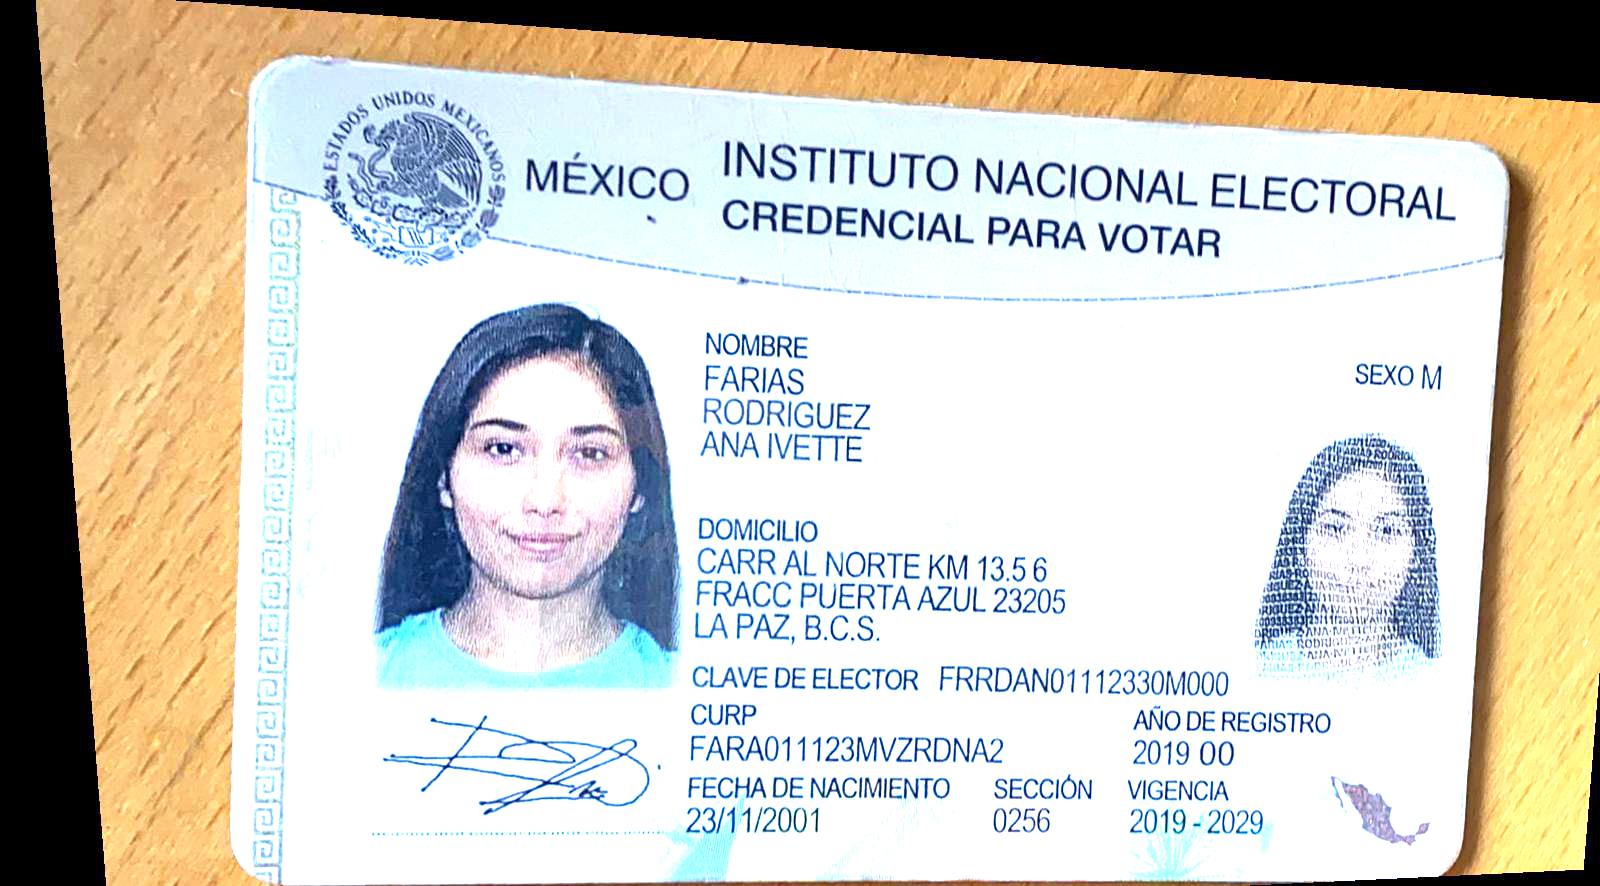 ESTADOS UNIDOS MEXICANOS
MÉXICO
INSTITUTO NACIONAL ELECTORAL
CREDENCIAL PARA VOTAR
NOMBRE
FARIAS
RODRIGUEZ
ANA IVETTE
SEXO M
DOMICILIO
CARR AL NORTE KM 13.5 6
FRACC PUERTA AZUL 23205
LA PAZ, B.C.S.
CLAVE DE ELECTOR FRRDAN01112330M000
CURP
FARA011123MVZRDNA2
AÑO DE REGISTRO
2019 00
FECHA DE NACIMIENTO
23/11/2001
SECCIÓN
0256
VIGENCIA
2019 - 2029